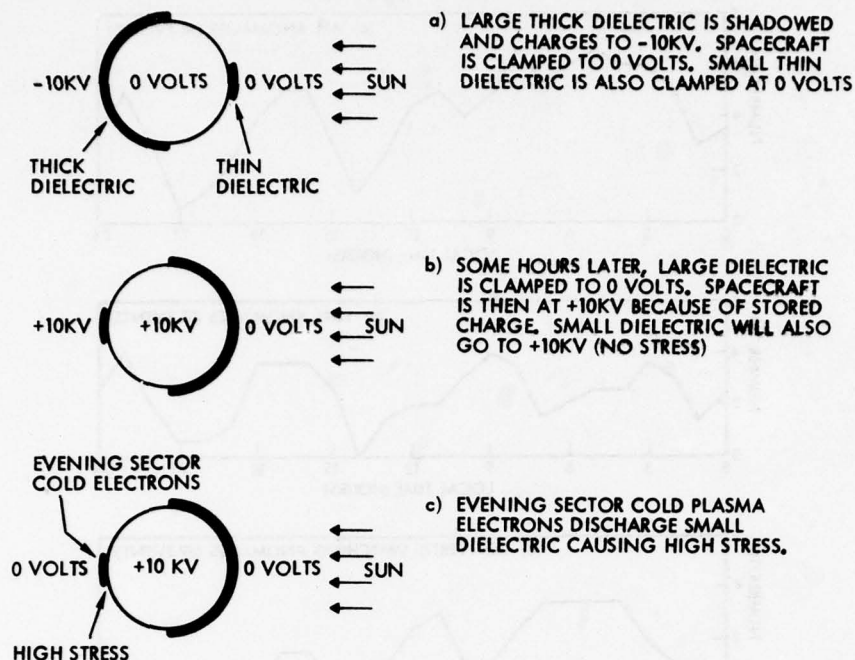 a) LARGE THICK DIELECTRIC IS SHADOWED
AND CHARGES TO -10KV. SPACECRAFT
IS CLAMPED TO 0 VOLTS. SMALL THIN
DIELECTRIC IS ALSO CLAMPED AT 0 VOLTS
-10KV
0 VOLTS
0 VOLTS
SUN
THICK
DIELECTRIC
THIN
DIELECTRIC
b) SOME HOURS LATER, LARGE DIELECTRIC
IS CLAMPED TO 0 VOLTS. SPACECRAFT
IS THEN AT +10KV BECAUSE OF STORED
CHARGE. SMALL DIELECTRIC WILL ALSO
GO TO +10KV (NO STRESS)
+10KV
+10KV
0 VOLTS
SUN
EVENING SECTOR
COLD ELECTRONS
c) EVENING SECTOR COLD PLASMA
ELECTRONS DISCHARGE SMALL
DIELECTRIC CAUSING HIGH STRESS.
0 VOLTS
+10 KV
0 VOLTS
SUN
HIGH STRESS